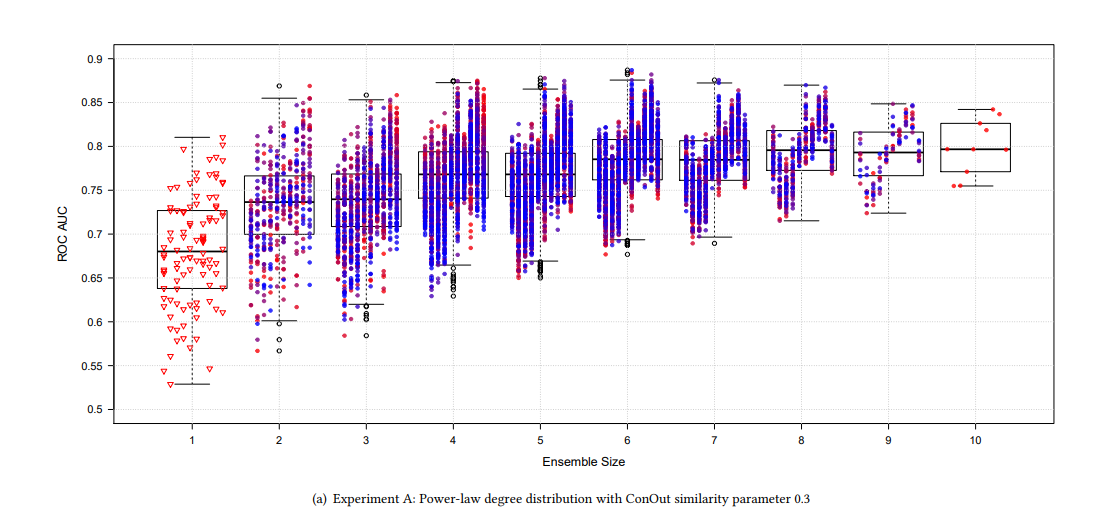 0.9
0.85
0.8
0.75
0.7
0.65
0.6
0.55
0.5
ROC AUC
1 2 3 4 5 6 7 8 9 10
Ensemble Size
(a) Experiment A: Power-law degree distribution with ConOut similarity parameter 0.3